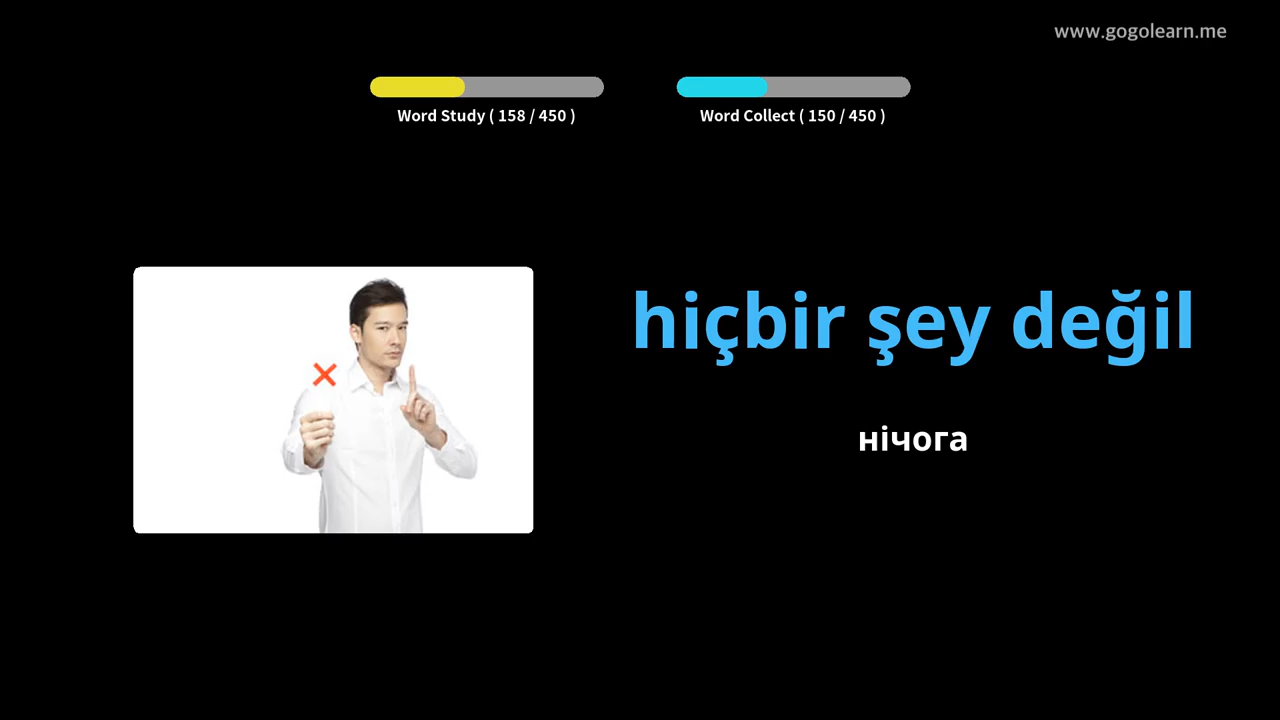 www.gogolearn.me
Word Study ( 158 / 450 )
Word Collect ( 150 / 450 )
hiçbir şey değil
нічога